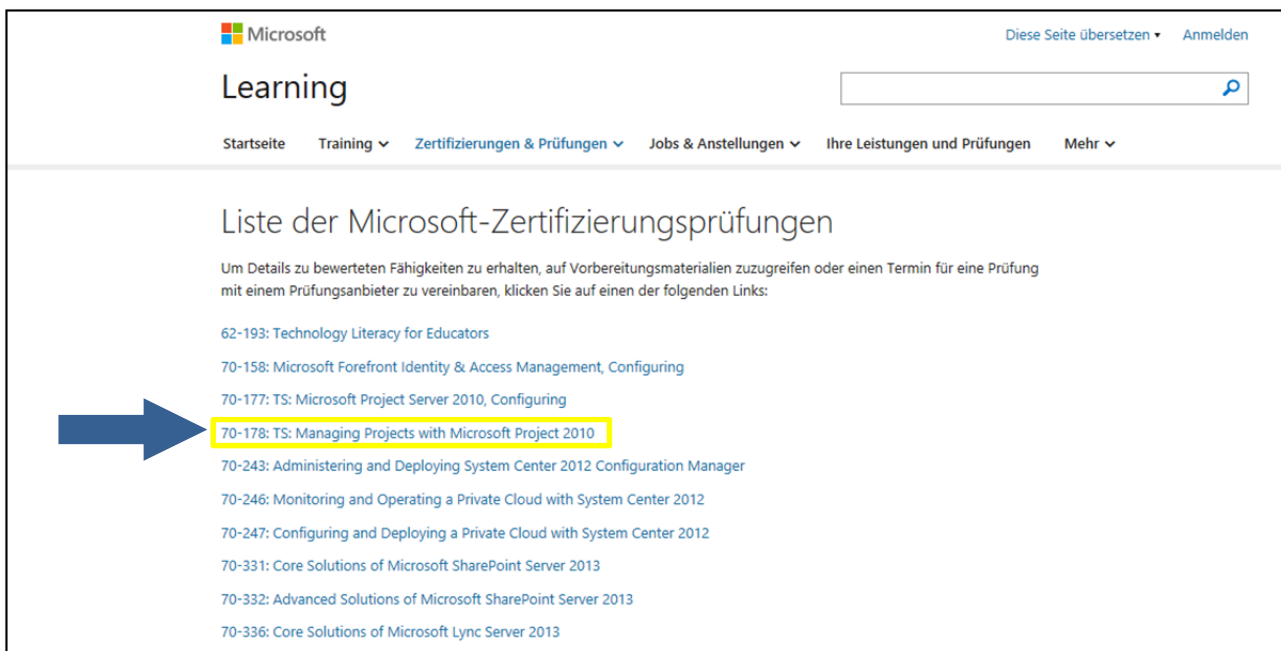 Microsoft
Diese Seite übersetzen Anmelden
Learning
Startseite Training Zertifizierungen & Prüfungen Jobs & Anstellungen Ihre Leistungen und Prüfungen Mehr
Liste der Microsoft-Zertifizierungsprüfungen
Um Details zu bewerteten Fähigkeiten zu erhalten, auf Vorbereitungsmaterialien zuzugreifen oder einen Termin für eine Prüfung
mit einem Prüfungsanbieter zu vereinbaren, klicken Sie auf einen der folgenden Links:
62-193: Technology Literacy for Educators
70-158: Microsoft Forefront Identity & Access Management, Configuring
70-177: TS: Microsoft Project Server 2010, Configuring
70-178: TS: Managing Projects with Microsoft Project 2010
70-243: Administering and Deploying System Center 2012 Configuration Manager
70-246: Monitoring and Operating a Private Cloud with System Center 2012
70-247: Configuring and Deploying a Private Cloud with System Center 2012
70-331: Core Solutions of Microsoft SharePoint Server 2013
70-332: Advanced Solutions of Microsoft SharePoint Server 2013
70-336: Core Solutions of Microsoft Lync Server 2013